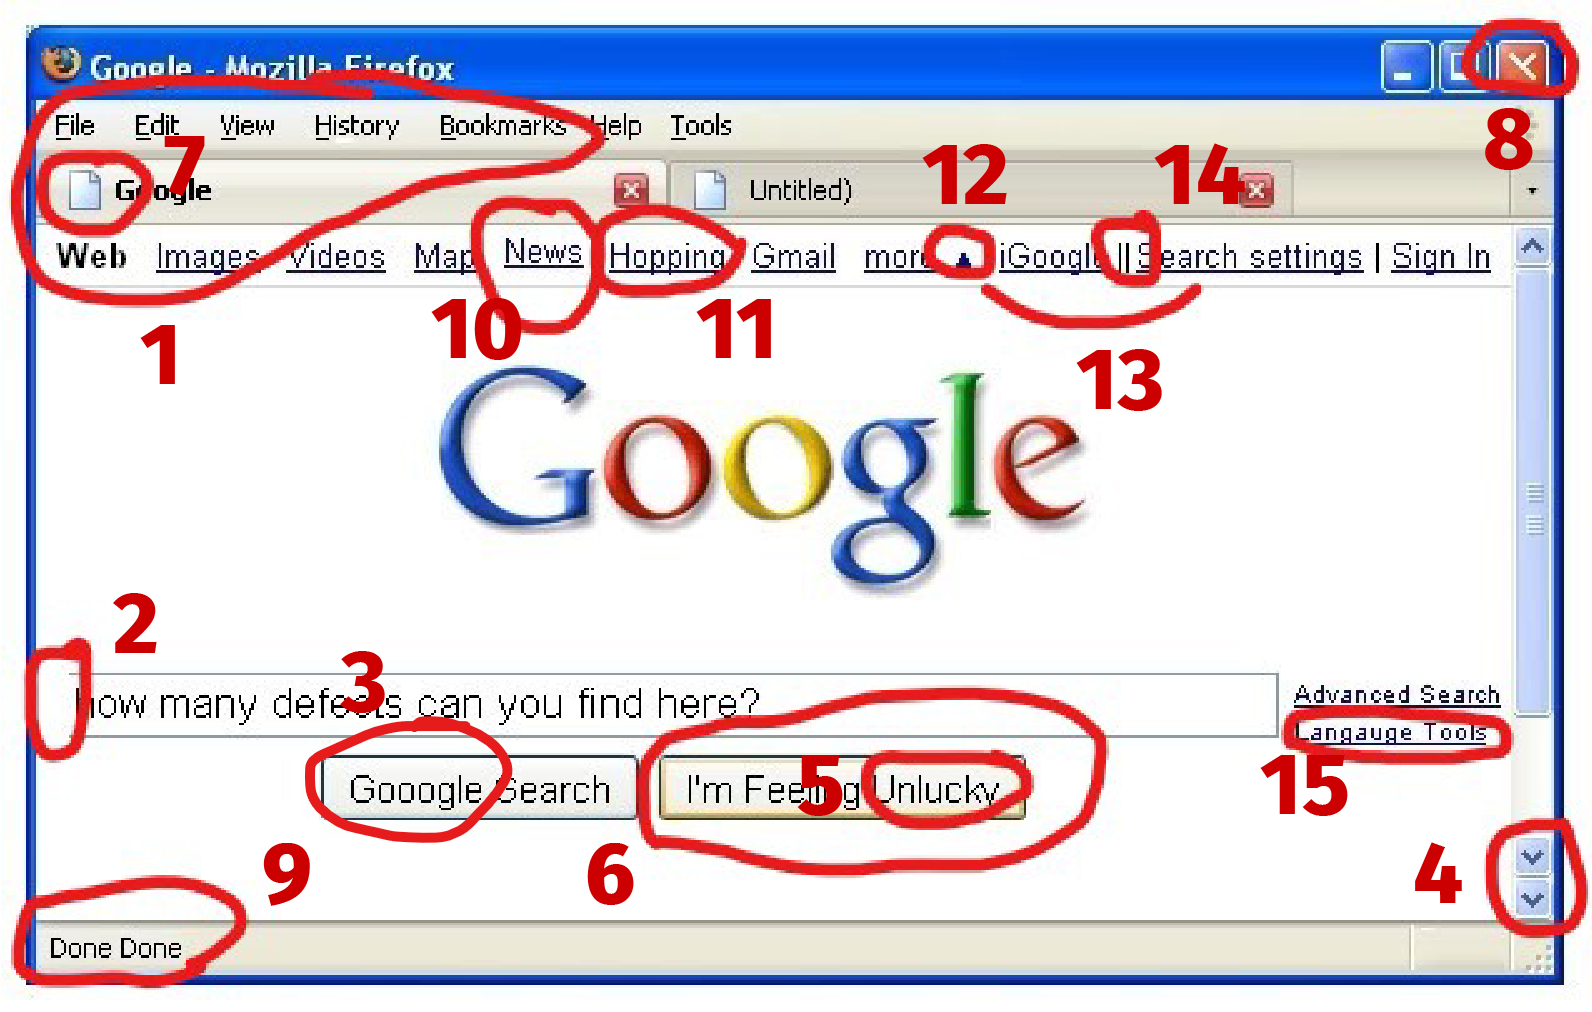 Google - Mozilla Firefox
8
File Edit View History Bookmarks Help Tools
7 12 14
Google Untitled)
Web Images Videos Map News Hopping Gmail more ▲ iGoogle || Search settings | Sign In
1 10 11 13
Google
2 3
how many defects can you find here?
Advanced Search
Langauge Tools
Gooogle Search I'm Feeling Unlucky
5 15
9 6 4
Done Done